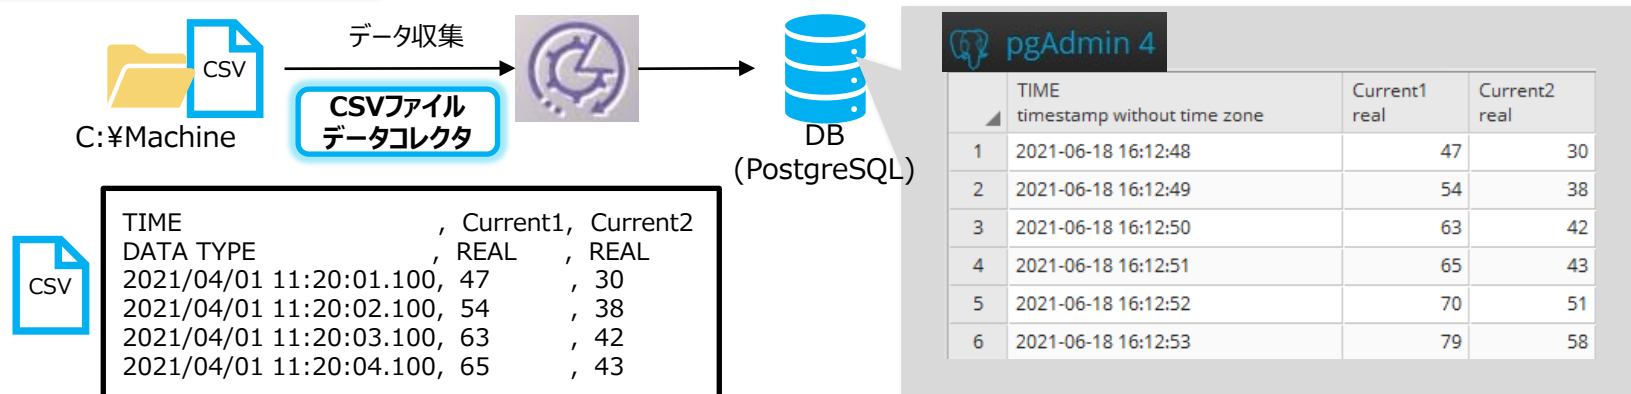 データ収集
CSV
CSVファイル
データコレクタ
C:¥Machine
DB
(PostgreSQL)
CSV
TIME , Current1, Current2
DATA TYPE , REAL , REAL
2021/04/01 11:20:01.100, 47 , 30
2021/04/01 11:20:02.100, 54 , 38
2021/04/01 11:20:03.100, 63 , 42
2021/04/01 11:20:04.100, 65 , 43
pgAdmin 4
TIME Current1 Current2
timestamp without time zone real real
1 2021-06-18 16:12:48 47 30
2 2021-06-18 16:12:49 54 38
3 2021-06-18 16:12:50 63 42
4 2021-06-18 16:12:51 65 43
5 2021-06-18 16:12:52 70 51
6 2021-06-18 16:12:53 79 58